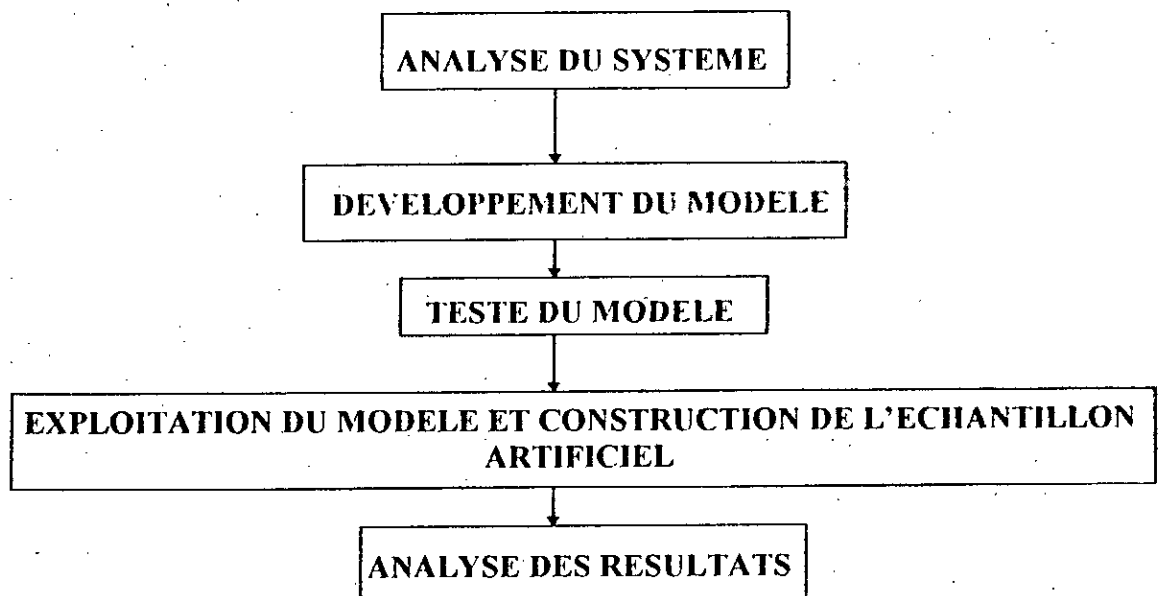 ANALYSE DU SYSTEME
DEVELOPPEMENT DU MODELE
TESTE DU MODELE
EXPLOITATION DU MODELE ET CONSTRUCTION DE L'ECHANTILLON
ARTIFICIEL
ANALYSE DES RESULTATS